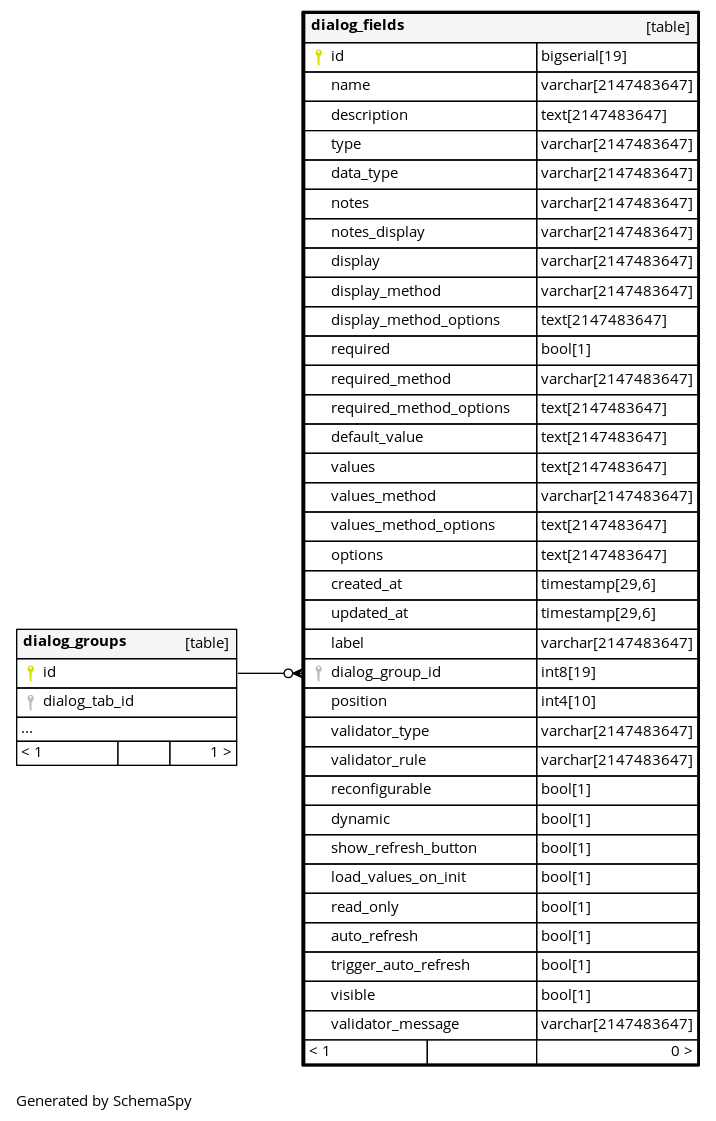 dialog_fields [table]
id bigserial[19]
name varchar[2147483647]
description text[2147483647]
type varchar[2147483647]
data_type varchar[2147483647]
notes varchar[2147483647]
notes_display varchar[2147483647]
display varchar[2147483647]
display_method varchar[2147483647]
display_method_options text[2147483647]
required bool[1]
required_method varchar[2147483647]
required_method_options text[2147483647]
default_value text[2147483647]
values text[2147483647]
values_method varchar[2147483647]
values_method_options text[2147483647]
options text[2147483647]
created_at timestamp[29,6]
updated_at timestamp[29,6]
label varchar[2147483647]
dialog_group_id int8[19]
position int4[10]
validator_type varchar[2147483647]
validator_rule varchar[2147483647]
reconfigurable bool[1]
dynamic bool[1]
show_refresh_button bool[1]
load_values_on_init bool[1]
read_only bool[1]
auto_refresh bool[1]
trigger_auto_refresh bool[1]
visible bool[1]
validator_message varchar[2147483647]
< 1 0 >
dialog_groups [table]
id
dialog_tab_id
...
< 1 1 >
Generated by SchemaSpy